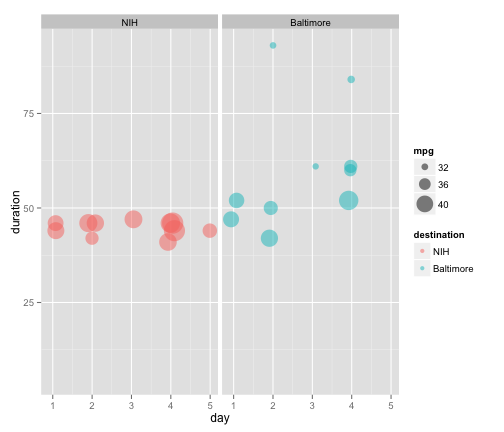 NIH Baltimore
75
50
25
duration
1 2 3 4 5 1 2 3 4 5
day
mpg
32
36
40
destination
NIH
Baltimore